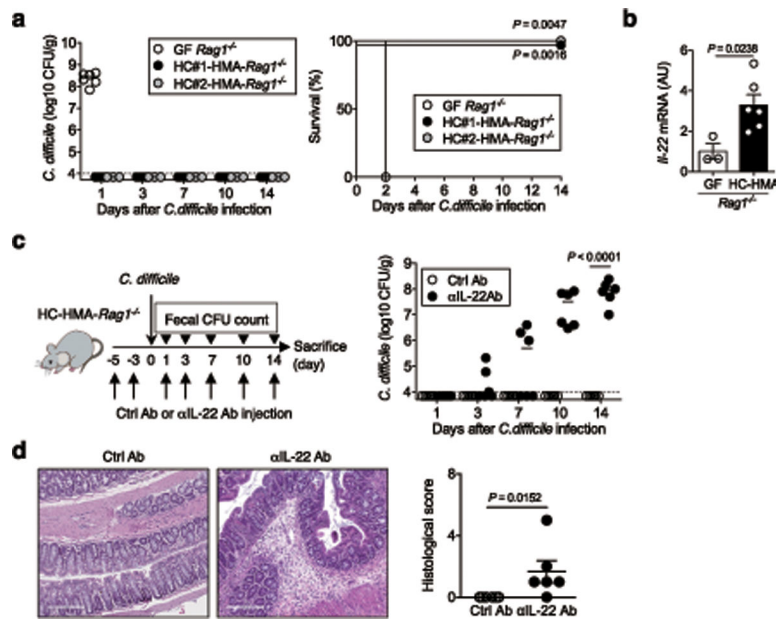 a
C. difficile (log10 CFU/g)
10
9
8
7
6
5
4
1 3 7 10 14
Days after C.difficile infection
GF Rag1-/-
HC#1-HMA-Rag1-/-
HC#2-HMA-Rag1-/-
Survival (%)
100
50
0
0 2 4 6 8 10 12 14
Days after C.difficile infection
P = 0.0047
P = 0.0016
GF Rag1-/-
HC#1-HMA-Rag1-/-
HC#2-HMA-Rag1-/-
b
Il-22 mRNA (AU)
6
4
2
0
P = 0.0238
GF HC-HMA
Rag1-/-
c
C. difficile
HC-HMA-Rag1-/-
Fecal CFU count
Sacrifice
-5 -3 0 1 3 7 10 14 (day)
Ctrl Ab or αIL-22 Ab injection
C. difficile (log10 CFU/g)
9
8
7
6
5
4
Ctrl Ab
αIL-22Ab
P < 0.0001
1 3 7 10 14
Days after C.difficile infection
d
Ctrl Ab
αIL-22 Ab
Histological score
8
4
0
P = 0.0152
Ctrl Ab αIL-22 Ab